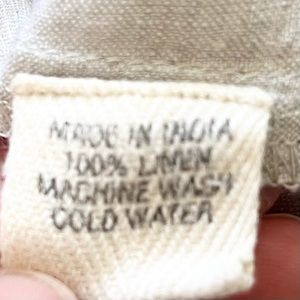 MADE IN INDIA
100% LINEN
MACHINE WASH
COLD WATER